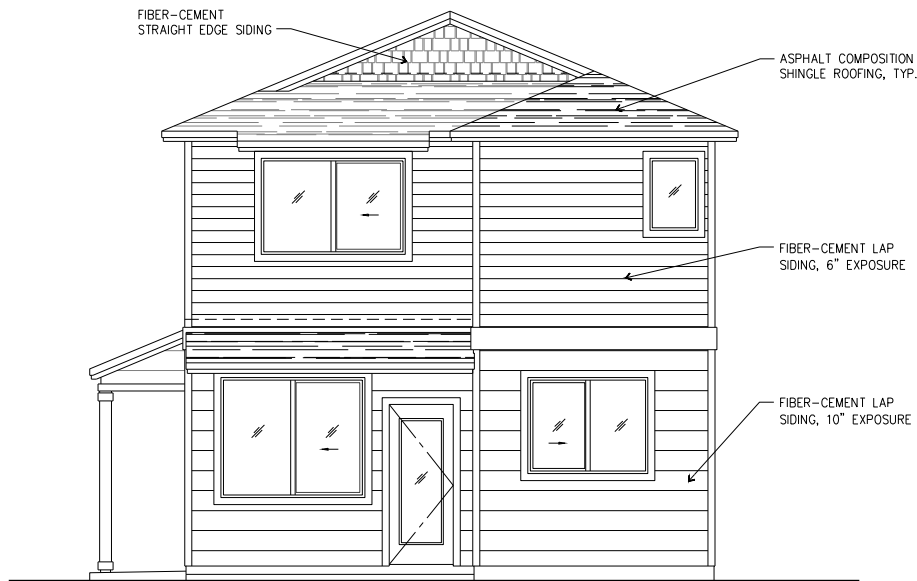 FIBER-CEMENT
STRAIGHT EDGE SIDING
ASPHALT COMPOSITION
SHINGLE ROOFING, TYP.
FIBER-CEMENT LAP
SIDING, 6" EXPOSURE
FIBER-CEMENT LAP
SIDING, 10" EXPOSURE